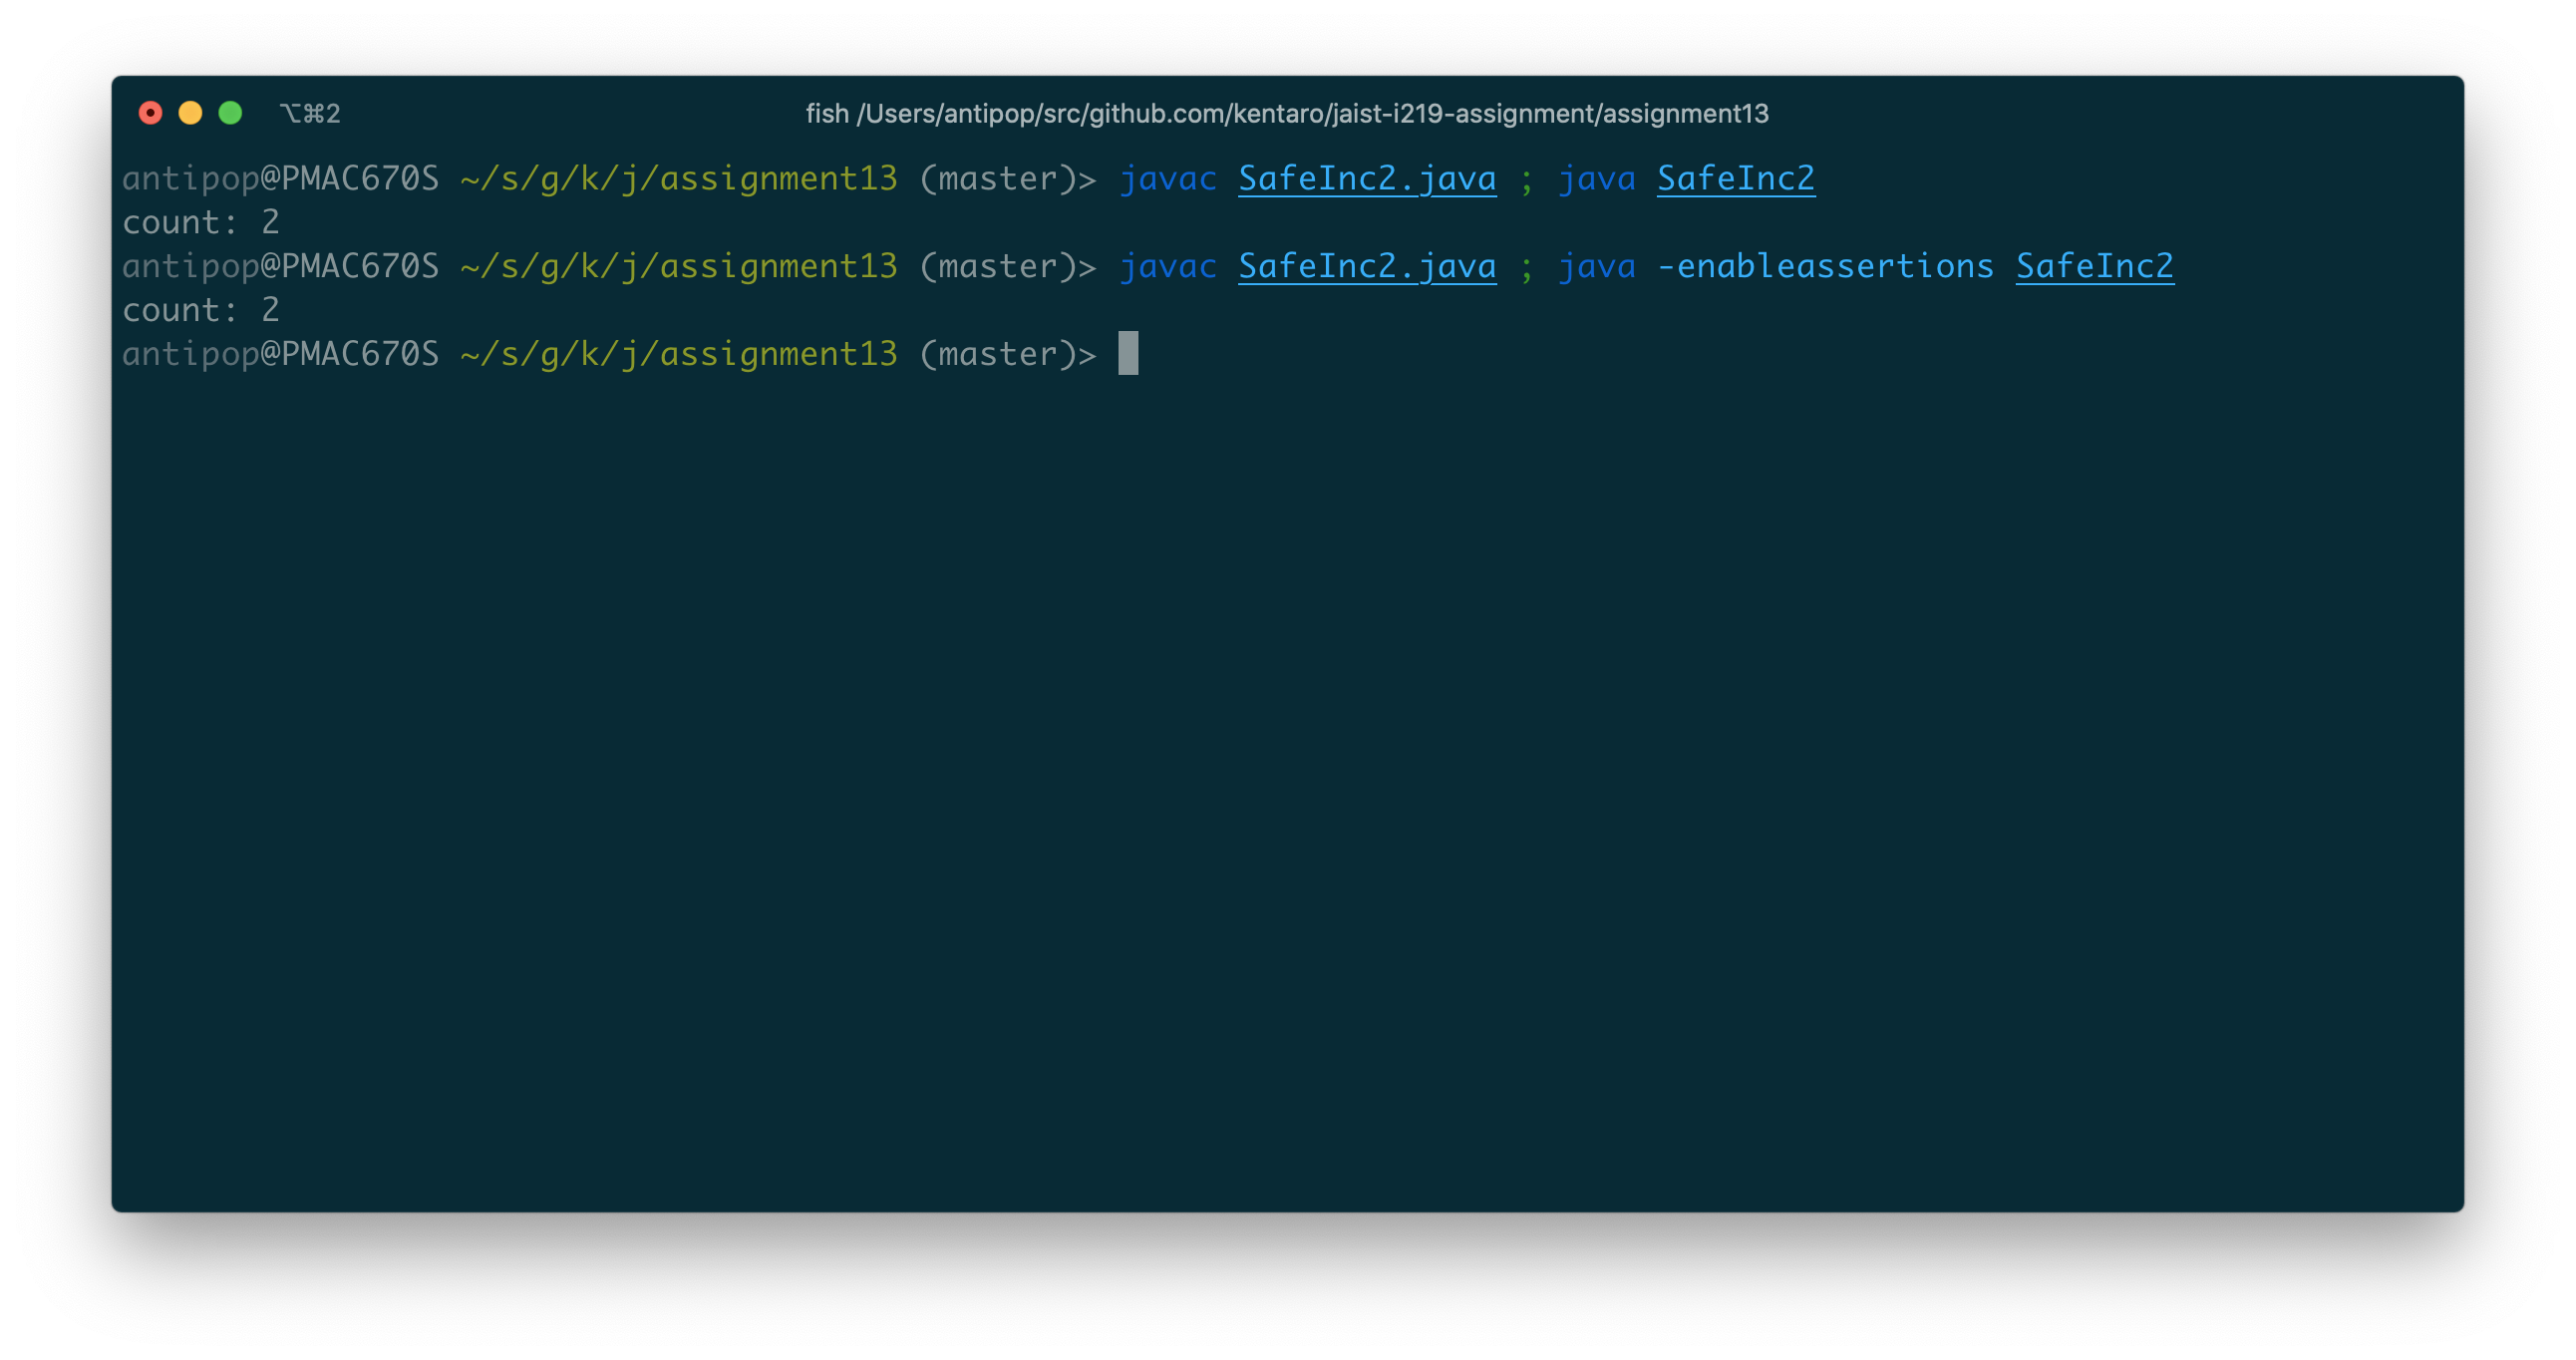 ⌥⌘2
fish /Users/antipop/src/github.com/kentaro/jaist-i219-assignment/assignment13
antipop@PMAC670S ~/s/g/k/j/assignment13 (master)> javac SafeInc2.java ; java SafeInc2
count: 2
antipop@PMAC670S ~/s/g/k/j/assignment13 (master)> javac SafeInc2.java ; java -enableassertions SafeInc2
count: 2
antipop@PMAC670S ~/s/g/k/j/assignment13 (master)>